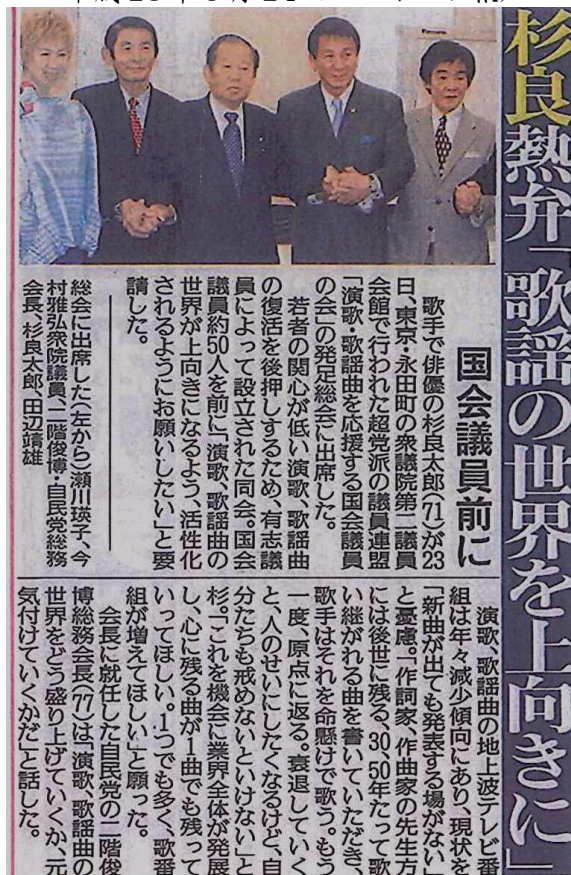 杉良熱弁「歌謡の世界を上向きに」
国会議員前に
歌手で俳優の杉良太郎(71)が23
日、東京・永田町の衆議院第二議員
会館で行われた超党派の議員連盟
「演歌・歌謡曲を応援する国会議員
の会」の発足総会に出席した。
若者の関心が低い演歌、歌謡曲
の復活を後押しするため、有志議
員によって設立された同会。国会
議員約50人を前に「演歌、歌謡曲の
世界が上向きになるよう、活性化
されるようにお願いしたい」と要
請した。
総会に出席した(左から)瀬川瑛子、今
村雅弘衆院議員、二階俊博・自民党総務
会長、杉良太郎、田辺靖雄
演歌、歌謡曲の地上波テレビ番
組は年々減少傾向にあり、現状を
「新曲が出ても発表する場がない」
と憂慮。「作詞家、作曲家の先生方
には後世に残る、30、50年たって歌
い継がれる曲を書いていただき、
歌手はそれを命懸けで歌う。もう
一度、原点に返る。衰退していく
と、人のせいにしたくなるけど、自
分たちも戒めないといけない」と
杉。「これを機会に業界全体が発展
し、心に残る曲が1曲でも残って
いってほしい。1つでも多く、歌番
組が増えてほしい」と願った。
会長に就任した自民党の二階俊
博総務会長(77)は「演歌、歌謡曲の
世界をどう盛り上げていくか、元
気付けていくかだ」と話した。